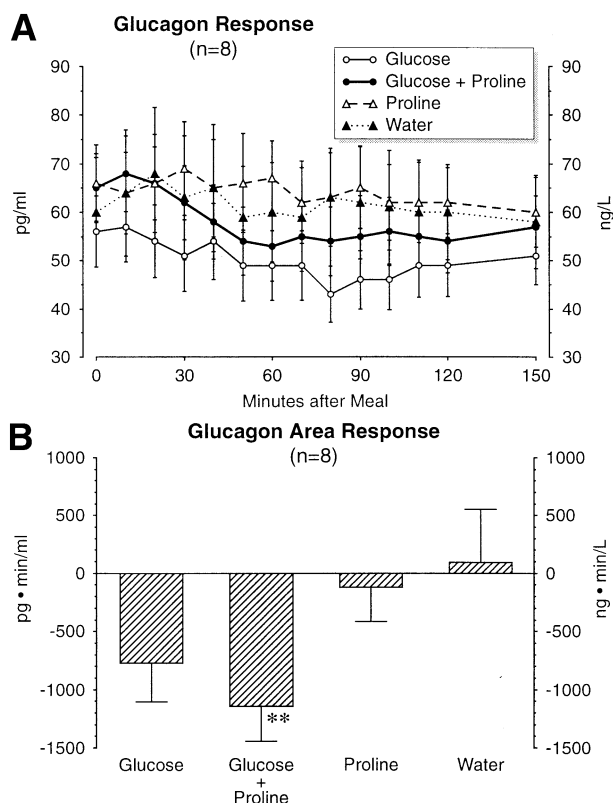 A
Glucagon Response
(n=8)
Glucose
Glucose + Proline
Proline
Water
pg/ml
90
80
70
60
50
40
30
ng/L
90
80
70
60
50
40
30
0 30 60 90 120 150
Minutes after Meal
B
Glucagon Area Response
(n=8)
pg • min/ml
1000
500
0
-500
-1000
-1500
ng • min/L
1000
500
0
-500
-1000
-1500
**
Glucose Glucose + Proline Proline Water